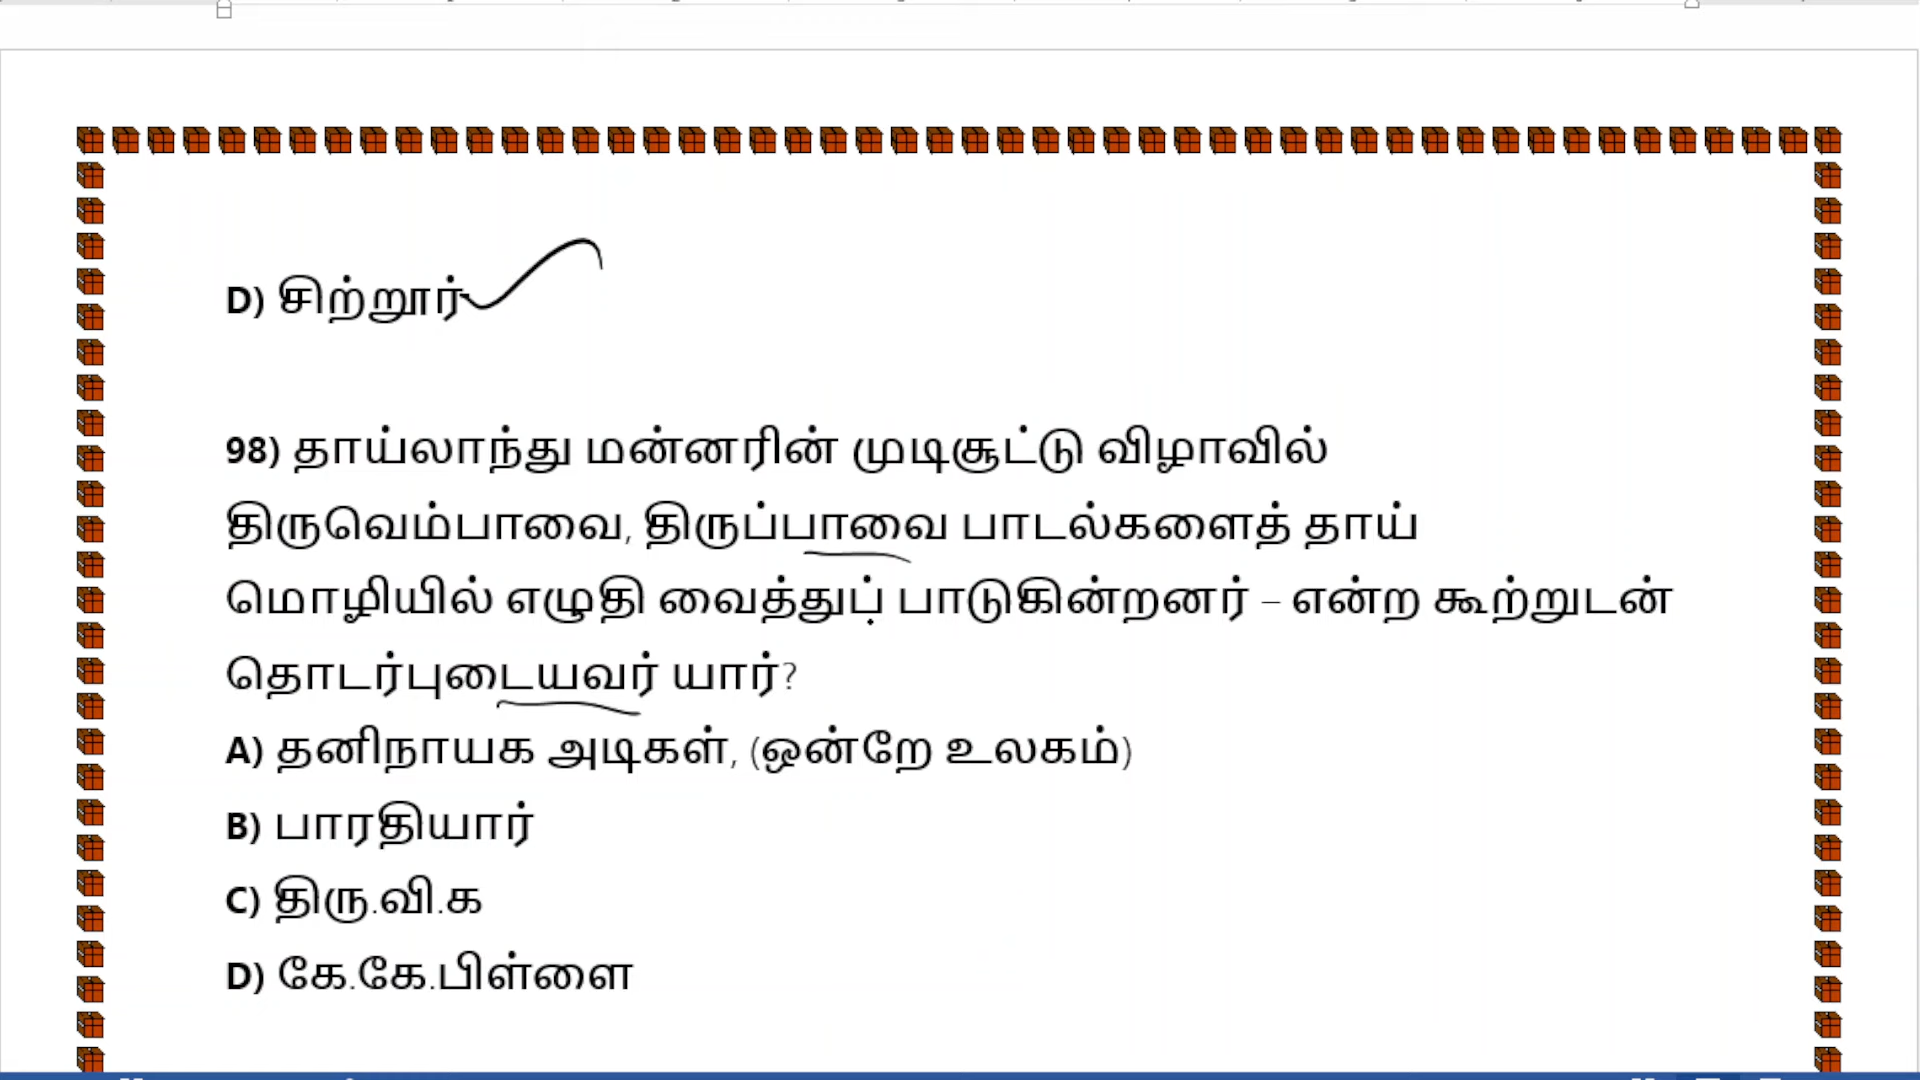 D) சிற்றூர்
98) தாய்லாந்து மன்னரின் முடிசூட்டு விழாவில்
திருவெம்பாவை, திருப்பாவை பாடல்களைத் தாய்
மொழியில் எழுதி வைத்துப் பாடுகின்றனர் – என்ற கூற்றுடன்
தொடர்புடையவர் யார்?
A) தனிநாயக அடிகள், (ஒன்றே உலகம்)
B) பாரதியார்
C) திரு.வி.க
D) கே.கே.பிள்ளை